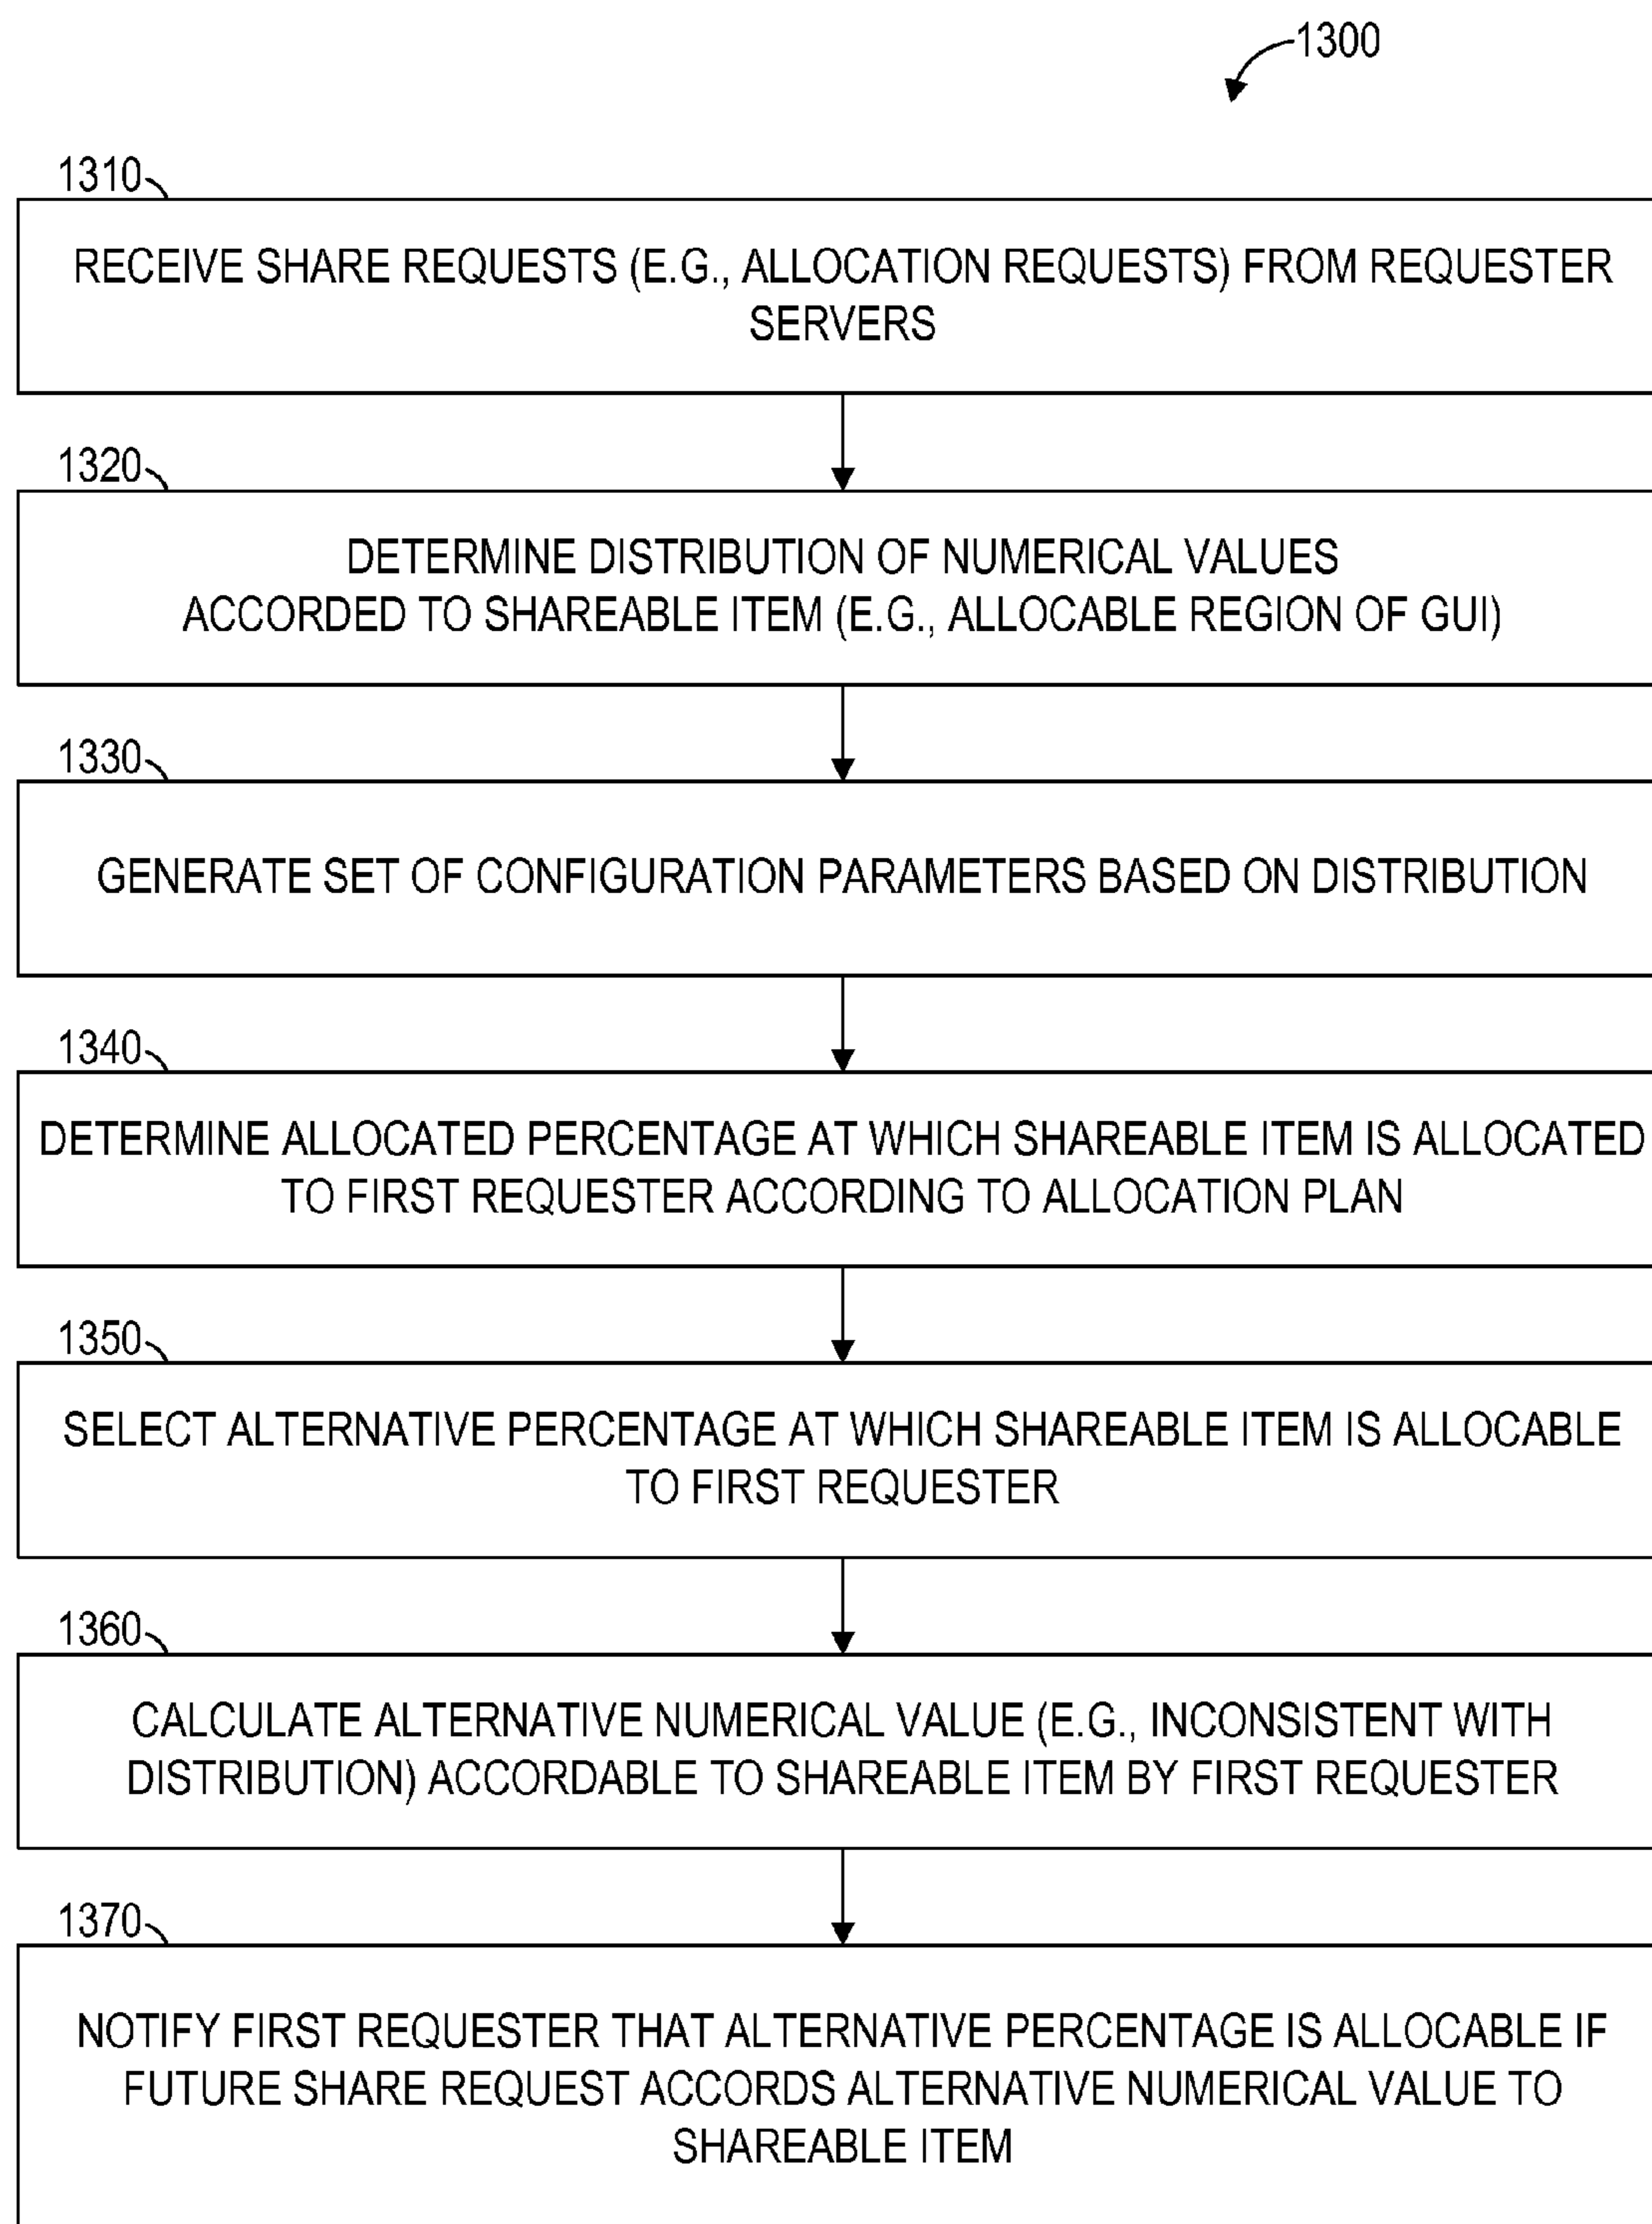 1300
1310
RECEIVE SHARE REQUESTS (E.G., ALLOCATION REQUESTS) FROM REQUESTER
SERVERS
1320
DETERMINE DISTRIBUTION OF NUMERICAL VALUES
ACCORDED TO SHAREABLE ITEM (E.G., ALLOCABLE REGION OF GUI)
1330
GENERATE SET OF CONFIGURATION PARAMETERS BASED ON DISTRIBUTION
1340
DETERMINE ALLOCATED PERCENTAGE AT WHICH SHAREABLE ITEM IS ALLOCATED
TO FIRST REQUESTER ACCORDING TO ALLOCATION PLAN
1350
SELECT ALTERNATIVE PERCENTAGE AT WHICH SHAREABLE ITEM IS ALLOCABLE
TO FIRST REQUESTER
1360
CALCULATE ALTERNATIVE NUMERICAL VALUE (E.G., INCONSISTENT WITH
DISTRIBUTION) ACCORDABLE TO SHAREABLE ITEM BY FIRST REQUESTER
1370
NOTIFY FIRST REQUESTER THAT ALTERNATIVE PERCENTAGE IS ALLOCABLE IF
FUTURE SHARE REQUEST ACCORDS ALTERNATIVE NUMERICAL VALUE TO
SHAREABLE ITEM